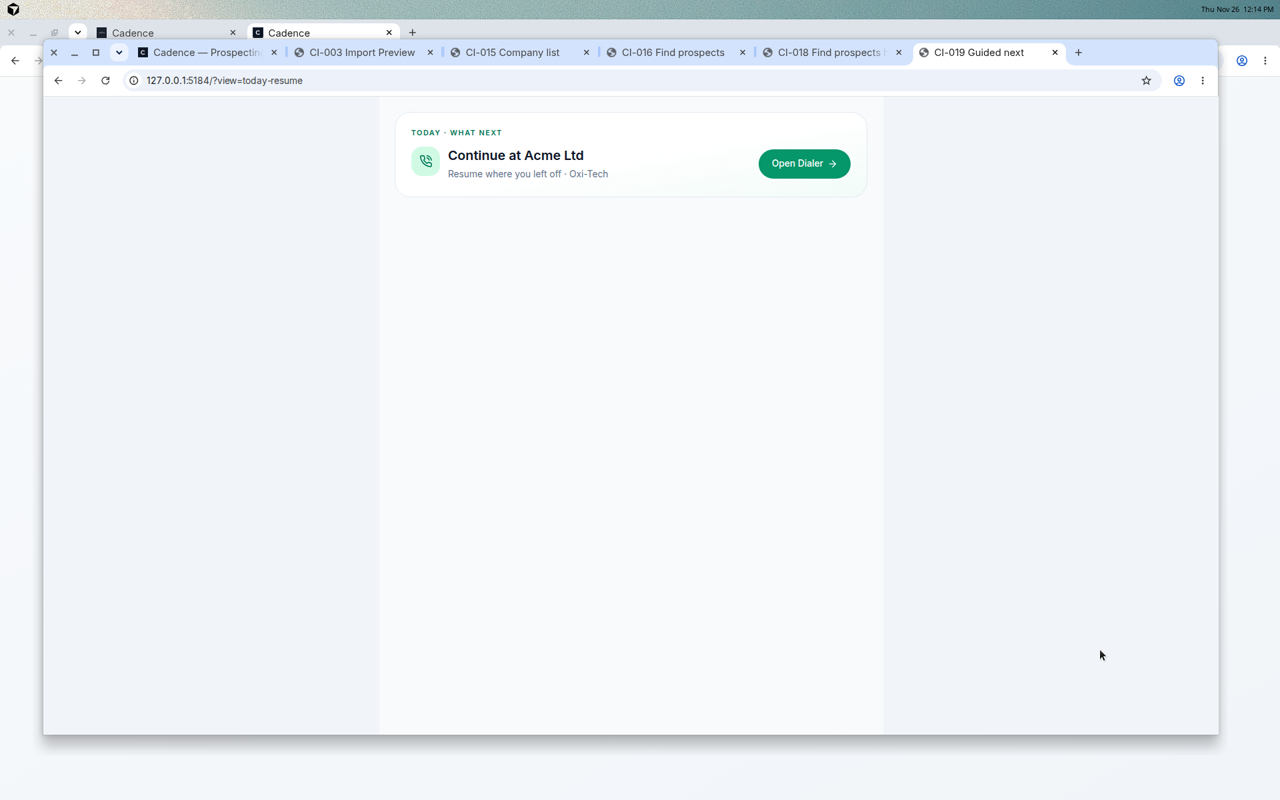 Thu Nov 26 12:14 PM
Cadence
Cadence
Cadence — Prospectin
CI-003 Import Preview
CI-015 Company list
CI-016 Find prospects
CI-018 Find prospects
CI-019 Guided next
127.0.0.1:5184/?view=today-resume
TODAY · WHAT NEXT
Continue at Acme Ltd
Resume where you left off · Oxi-Tech
Open Dialer →